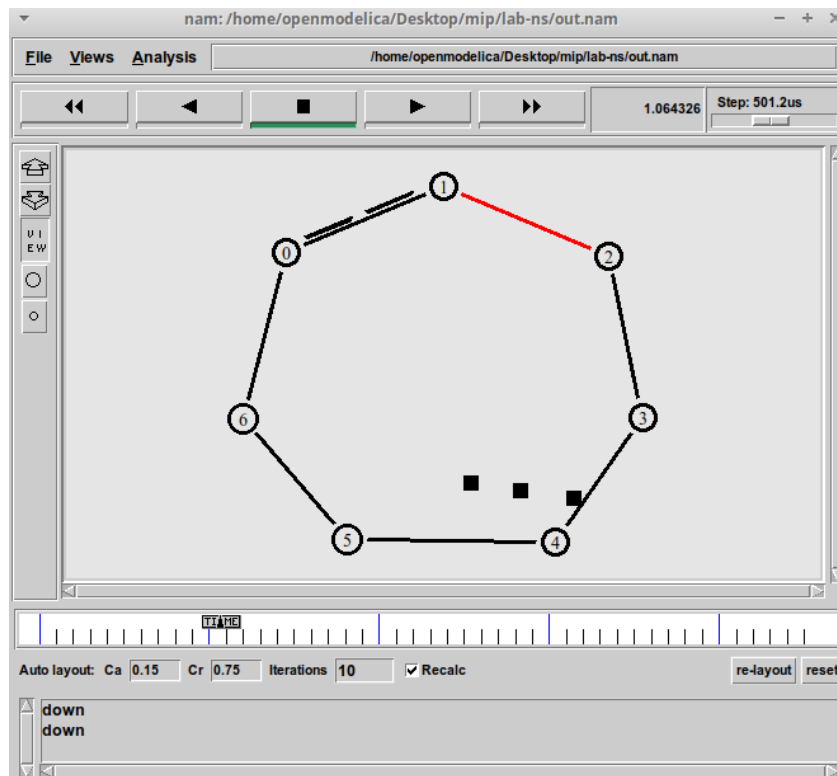 nam: /home/openmodelica/Desktop/mip/lab-ns/out.nam
File Views Analysis /home/openmodelica/Desktop/mip/lab-ns/out.nam
1.064326 Step: 501.2us
VI
EW
1
0
2
6
3
5
4
TIME
Auto layout: Ca 0.15 Cr 0.75 Iterations 10 Recalc re-layout reset
down
down